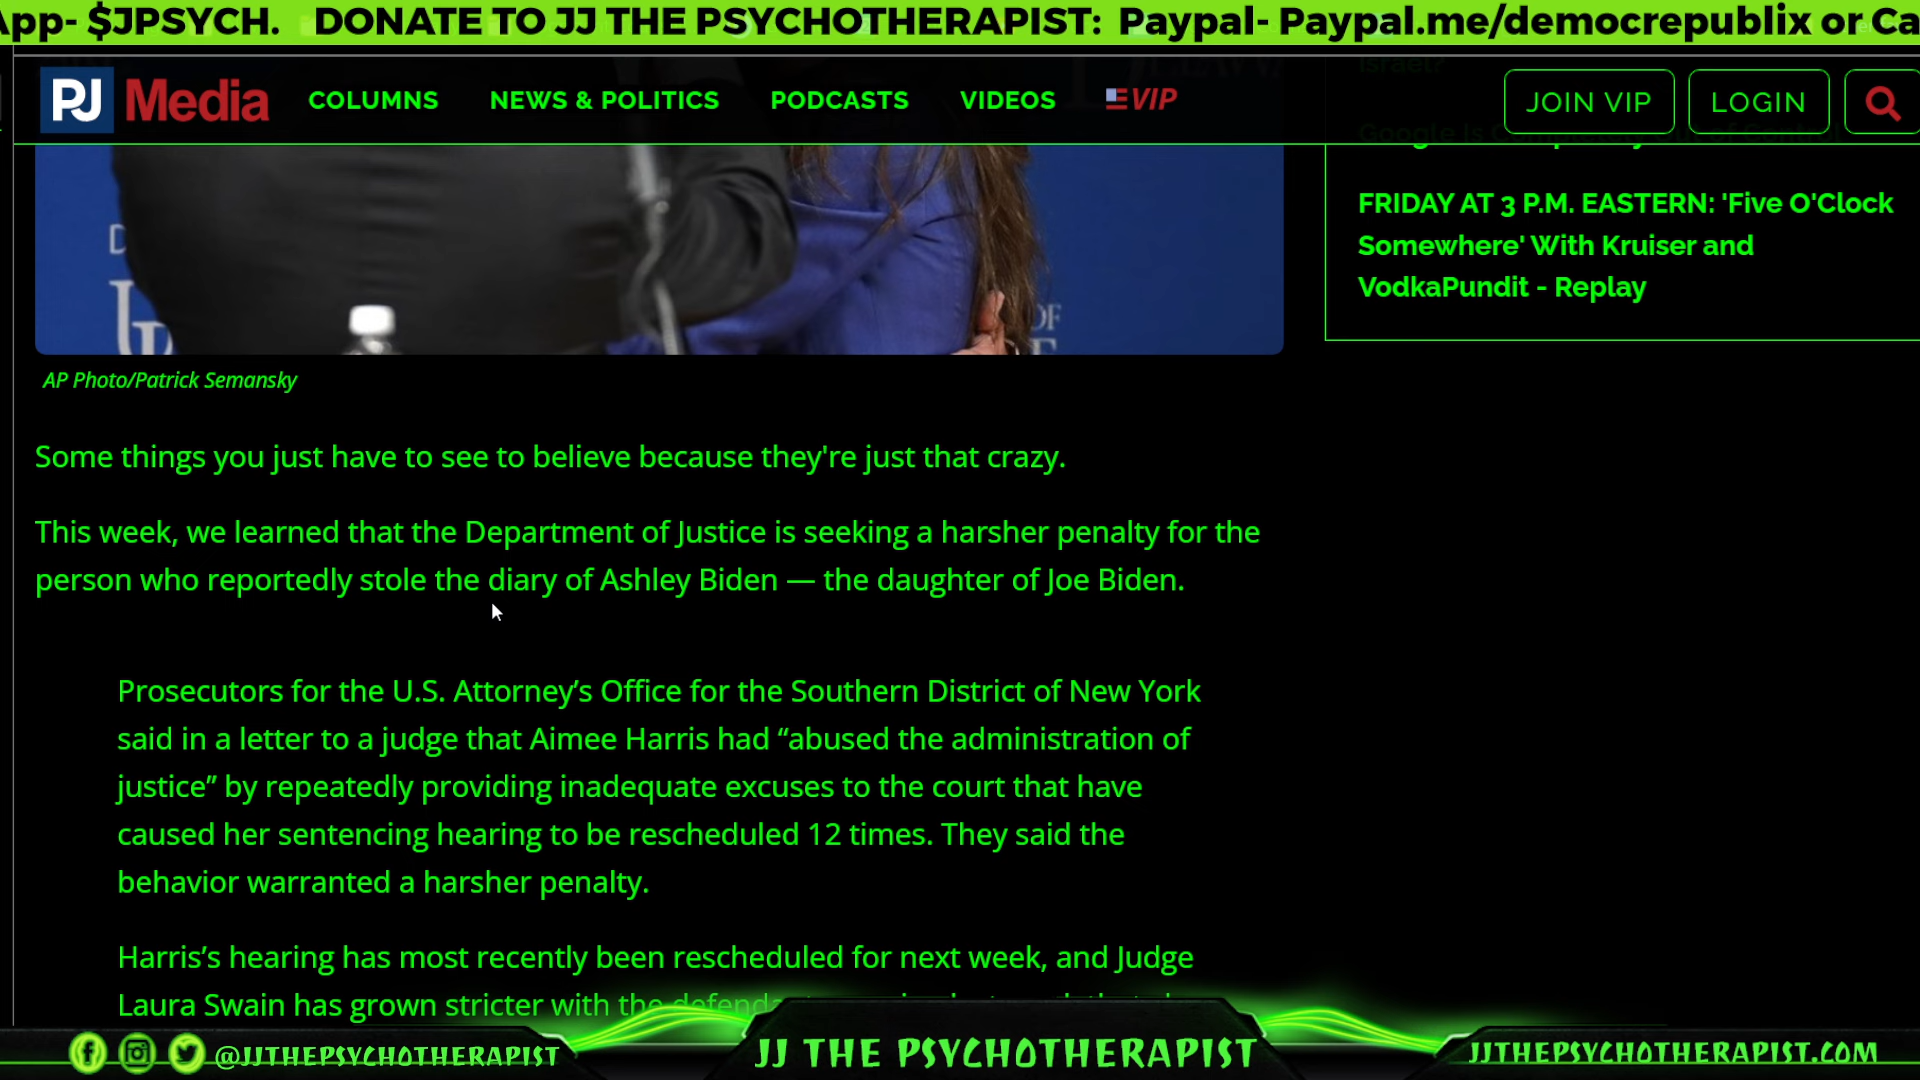 App- $JPSYCH. DONATE TO JJ THE PSYCHOTHERAPIST: Paypal- Paypal.me/democrepublix or Ca
PJ Media COLUMNS NEWS & POLITICS PODCASTS VIDEOS VIP JOIN VIP LOGIN
FRIDAY AT 3 P.M. EASTERN: 'Five O'Clock
Somewhere' With Kruiser and
VodkaPundit - Replay
OF
AP Photo/Patrick Semansky
Some things you just have to see to believe because they're just that crazy.
This week, we learned that the Department of Justice is seeking a harsher penalty for the
person who reportedly stole the diary of Ashley Biden — the daughter of Joe Biden.
Prosecutors for the U.S. Attorney’s Office for the Southern District of New York
said in a letter to a judge that Aimee Harris had “abused the administration of
justice” by repeatedly providing inadequate excuses to the court that have
caused her sentencing hearing to be rescheduled 12 times. They said the
behavior warranted a harsher penalty.
Harris’s hearing has most recently been rescheduled for next week, and Judge
Laura Swain has grown stricter with the
@JJTHEPSYCHOTHERAPIST JJ THE PSYCHOTHERAPIST JJTHEPSYCHOTHERAPIST.COM